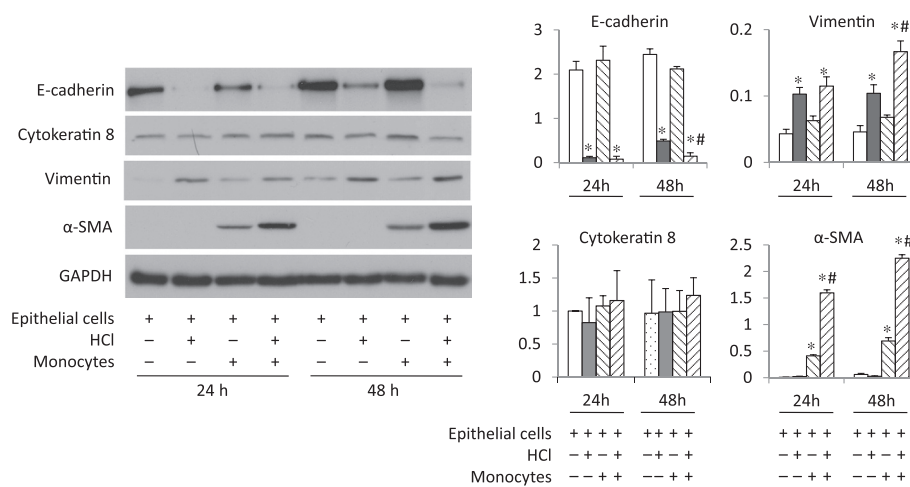 E-cadherin
Cytokeratin 8
Vimentin
α-SMA
GAPDH
Epithelial cells + + + + + + + +
HCl − + − + − + − +
Monocytes − − + + − − + +
24 h 48 h
E-cadherin
3
2
1
0
* * * *#
24h 48h
Vimentin
0.2
0.1
0
* * * *#
24h 48h
Cytokeratin 8
2
1.5
1
0.5
0
24h 48h
α-SMA
2.5
2
1.5
1
0.5
0
* *# * *#
24h 48h
Epithelial cells + + + + + + + + + + + + + + + +
HCl − + − + − + − + − + − + − + − +
Monocytes − − + + − − + + − − + + − − + +